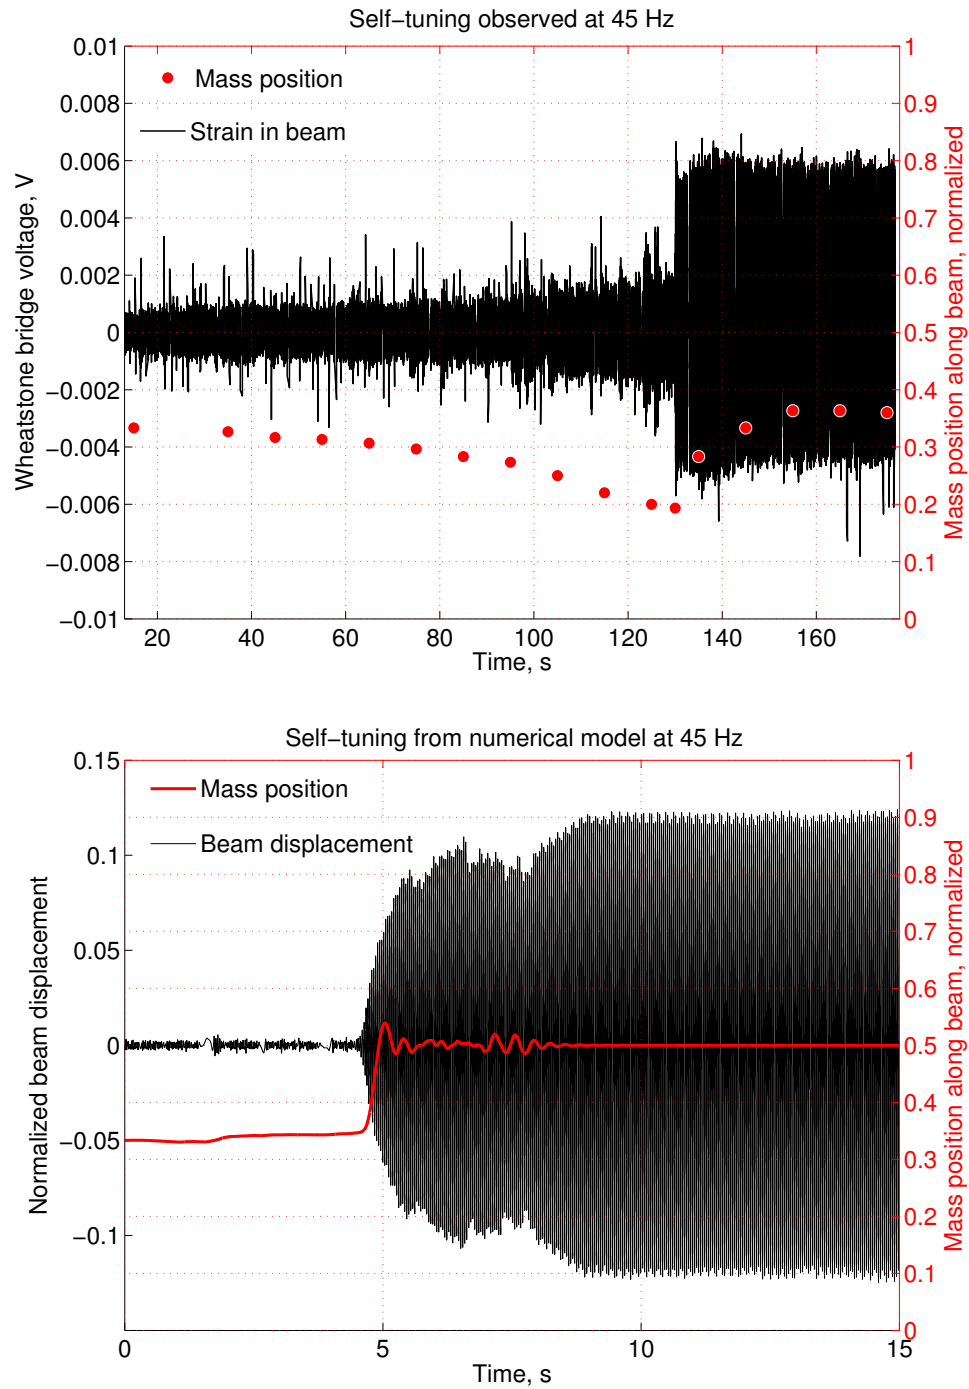 Self−tuning observed at 45 Hz
0.01
0.008
0.006
0.004
0.002
0
−0.002
−0.004
−0.006
−0.008
−0.01
Wheatstone bridge voltage, V
Mass position
Strain in beam
1
0.9
0.8
0.7
0.6
0.5
0.4
0.3
0.2
0.1
0
Mass position along beam, normalized
20 40 60 80 100 120 140 160
Time, s
Self−tuning from numerical model at 45 Hz
0.15
0.1
0.05
0
−0.05
−0.1
Normalized beam displacement
Mass position
Beam displacement
1
0.9
0.8
0.7
0.6
0.5
0.4
0.3
0.2
0.1
0
Mass position along beam, normalized
0 5 10 15
Time, s